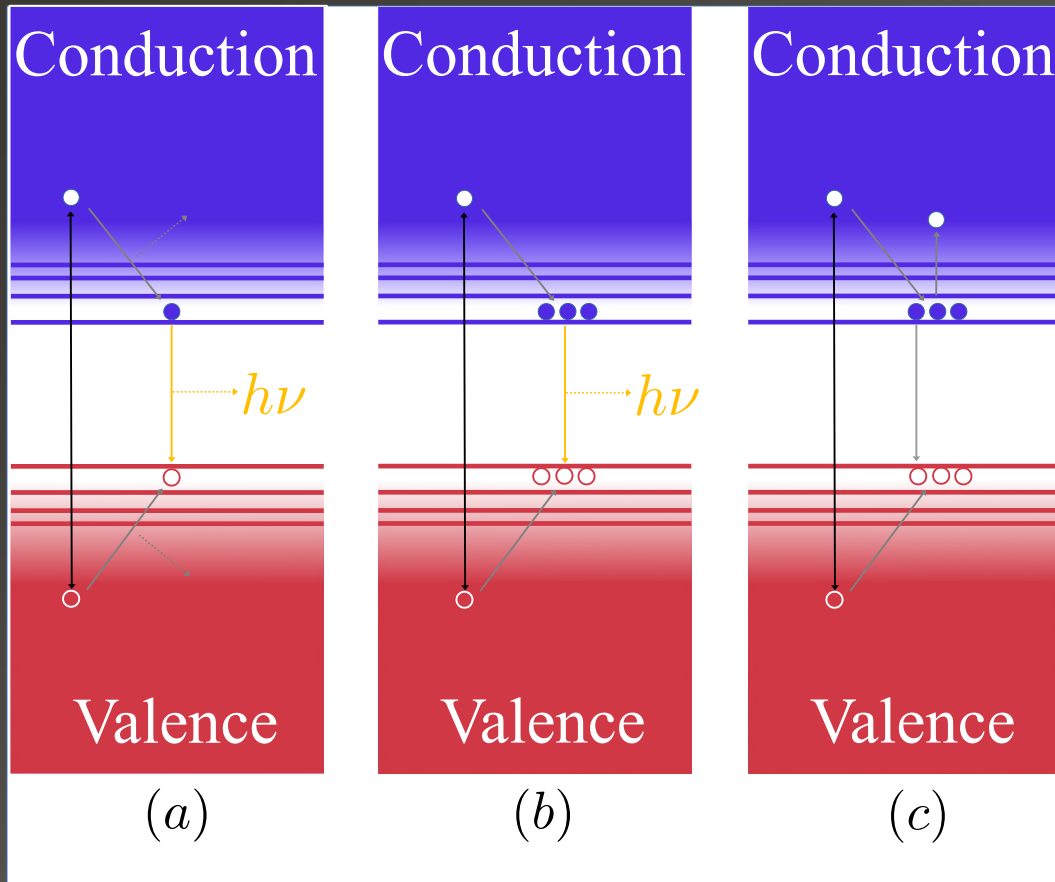 Conduction Conduction Conduction
hν hν
Valence Valence Valence
(a) (b) (c)